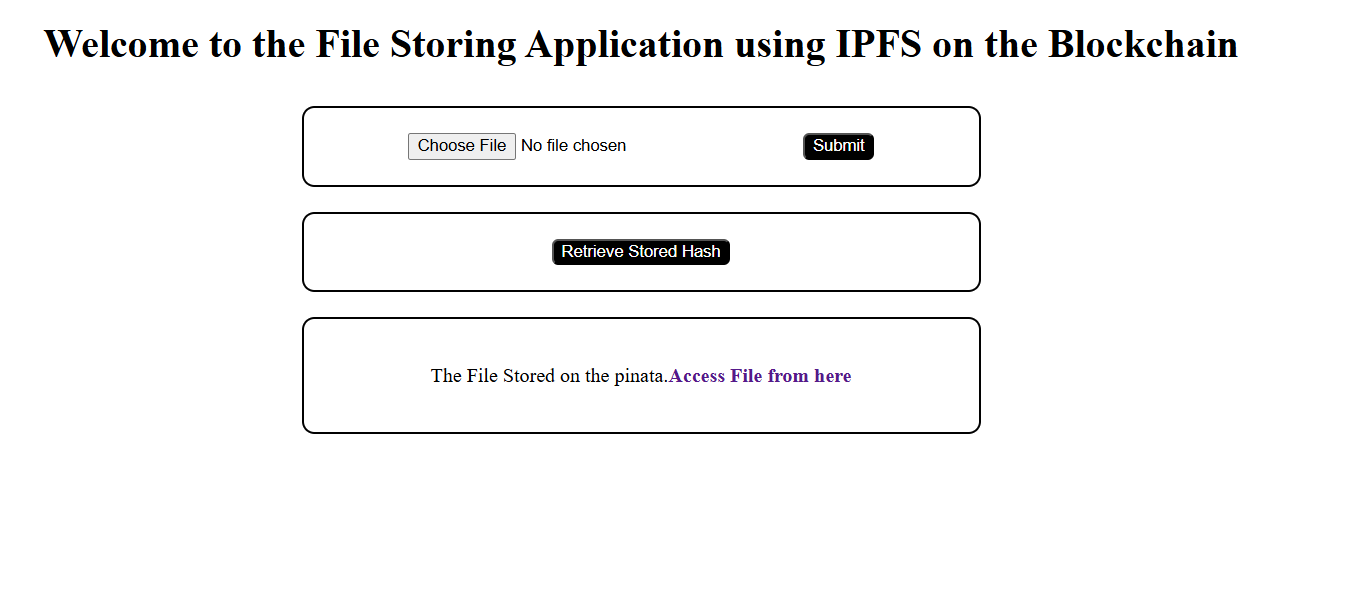 Welcome to the File Storing Application using IPFS on the Blockchain
Choose File No file chosen Submit
Retrieve Stored Hash
The File Stored on the pinata.Access File from here